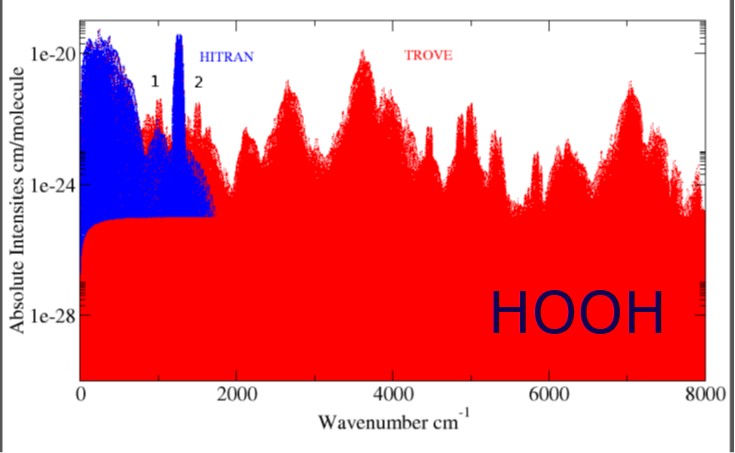 1e-20
HITRAN
TROVE
1
2
Absolute Intensites cm/molecule
1e-24
1e-28
HOOH
0
2000
4000
6000
8000
Wavenumber cm-1